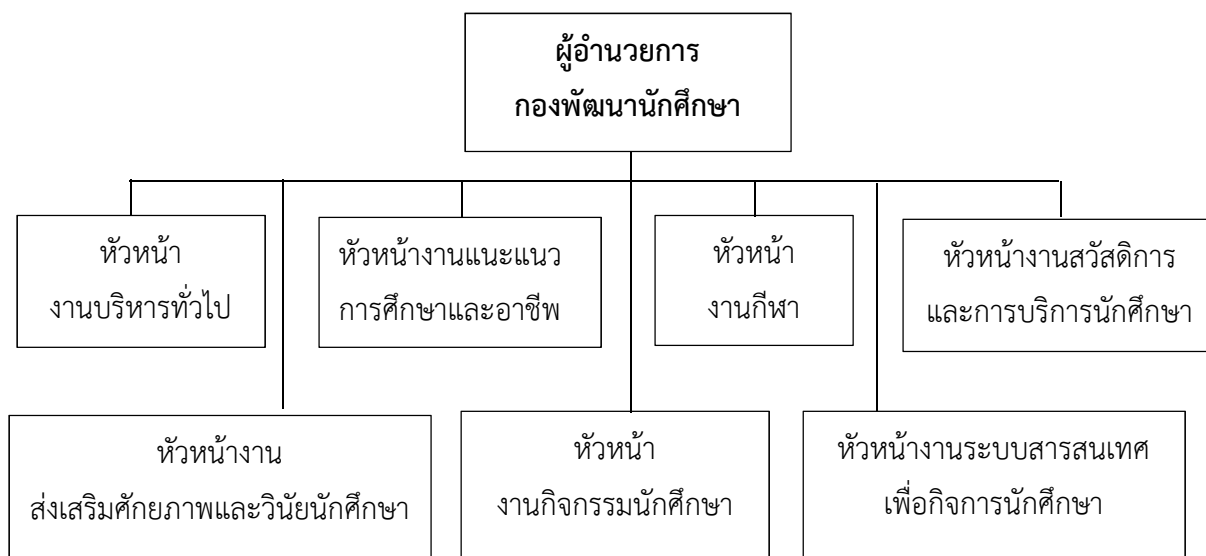 ผู้อำนวยการ
กองพัฒนานักศึกษา
หัวหน้า
งานบริหารทั่วไป
หัวหน้างานแนะแนว
การศึกษาและอาชีพ
หัวหน้า
งานกีฬา
หัวหน้างานสวัสดิการ
และการบริการนักศึกษา
หัวหน้างาน
ส่งเสริมศักยภาพและวินัยนักศึกษา
หัวหน้า
งานกิจกรรมนักศึกษา
หัวหน้างานระบบสารสนเทศ
เพื่อกิจการนักศึกษา